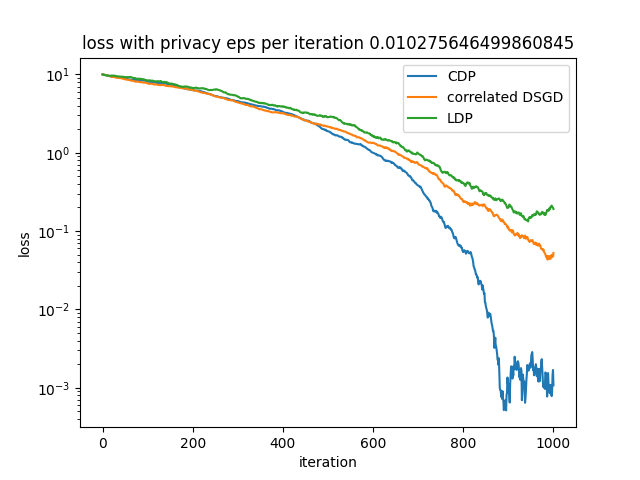 loss with privacy eps per iteration 0.010275646499860845
CDP
correlated DSGD
LDP
loss
10¹
10⁰
10⁻¹
10⁻²
10⁻³
0 200 400 600 800 1000
iteration